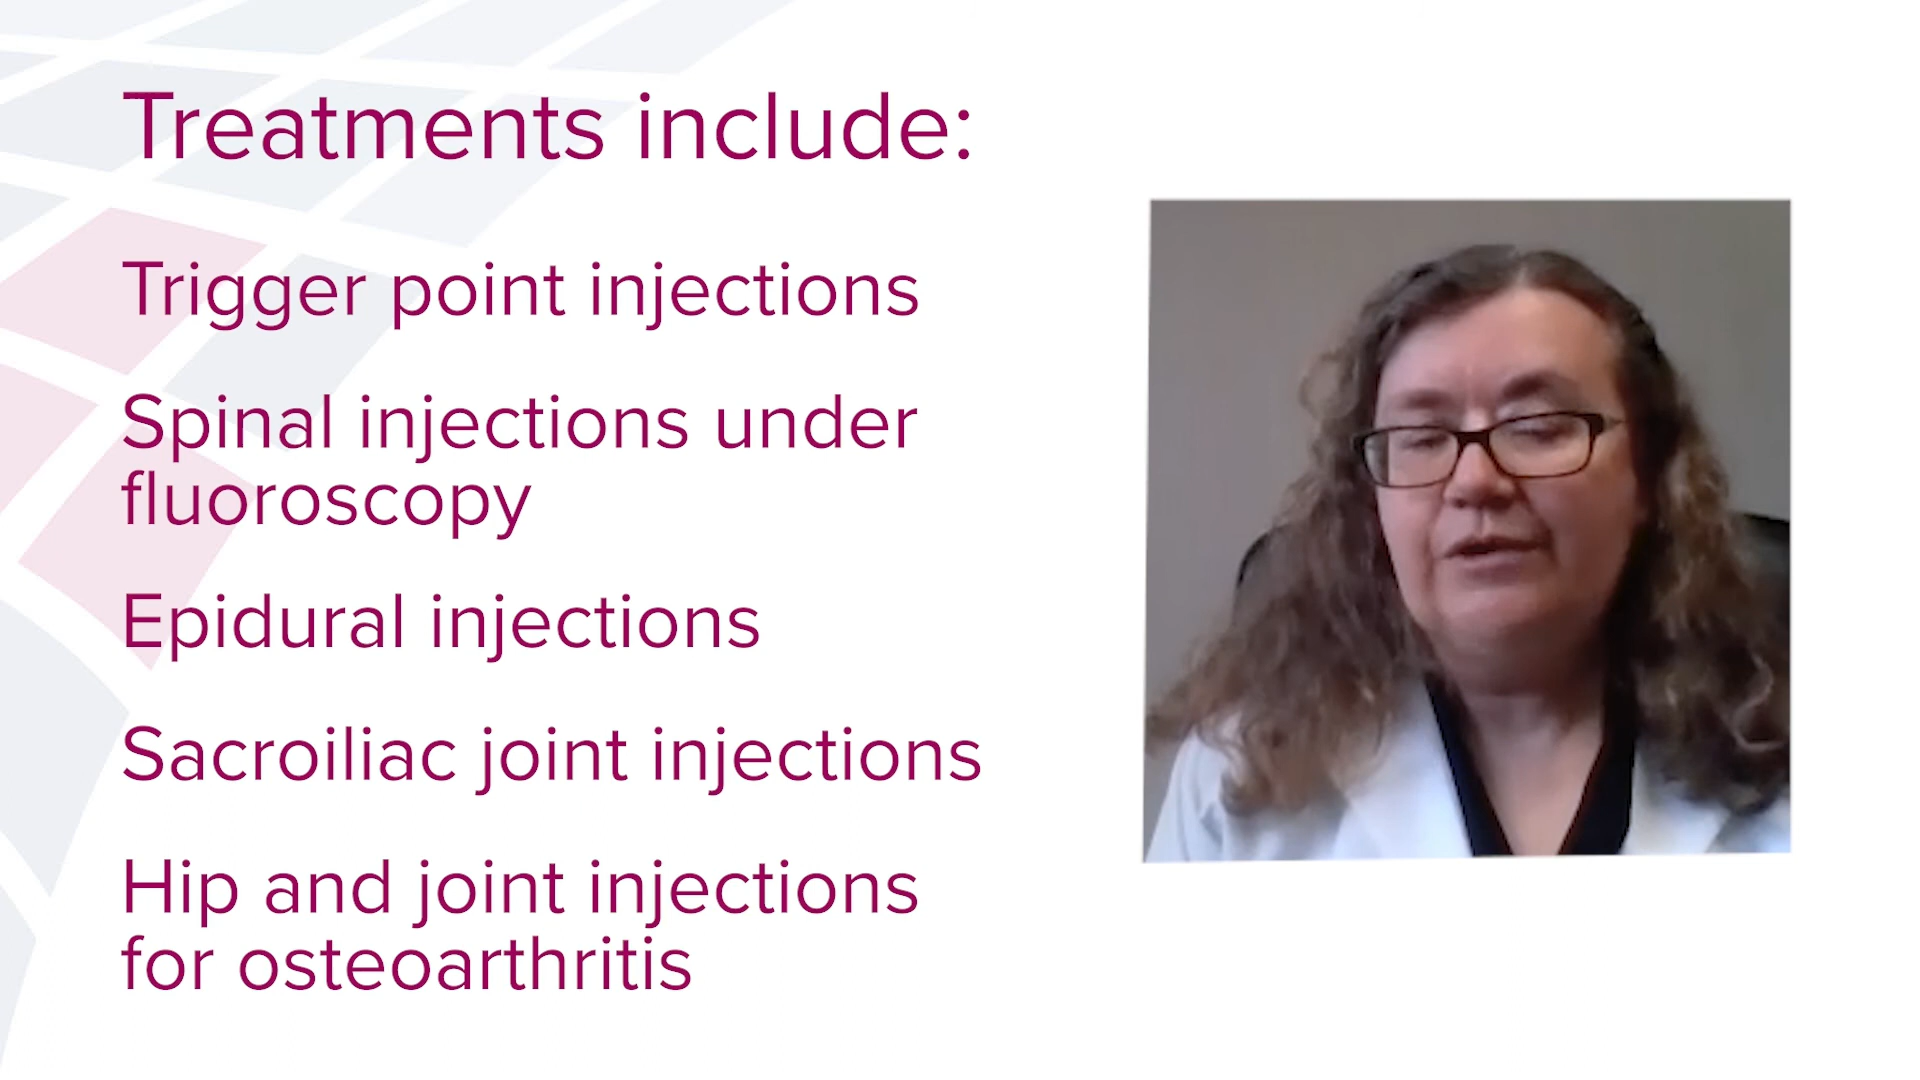 Treatments include:
Trigger point injections
Spinal injections under
fluoroscopy
Epidural injections
Sacroiliac joint injections
Hip and joint injections
for osteoarthritis